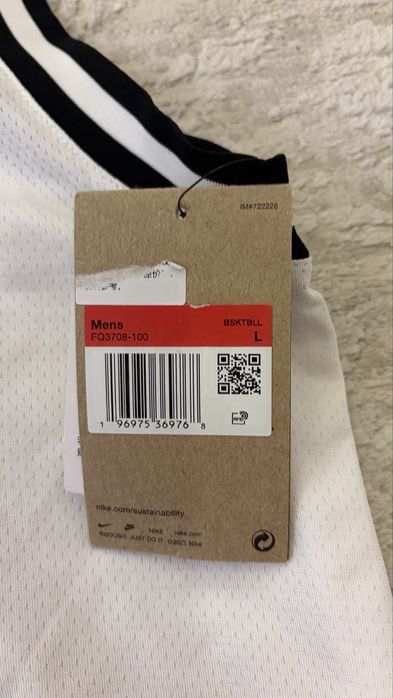 IM#722228
Mens BSKTBLL
FQ3708-100 L
1 96975 36976 8
RFID
nike.com/sustainability
NIKE nike.com
SWOOSH JUST DO IT ©2021 Nike